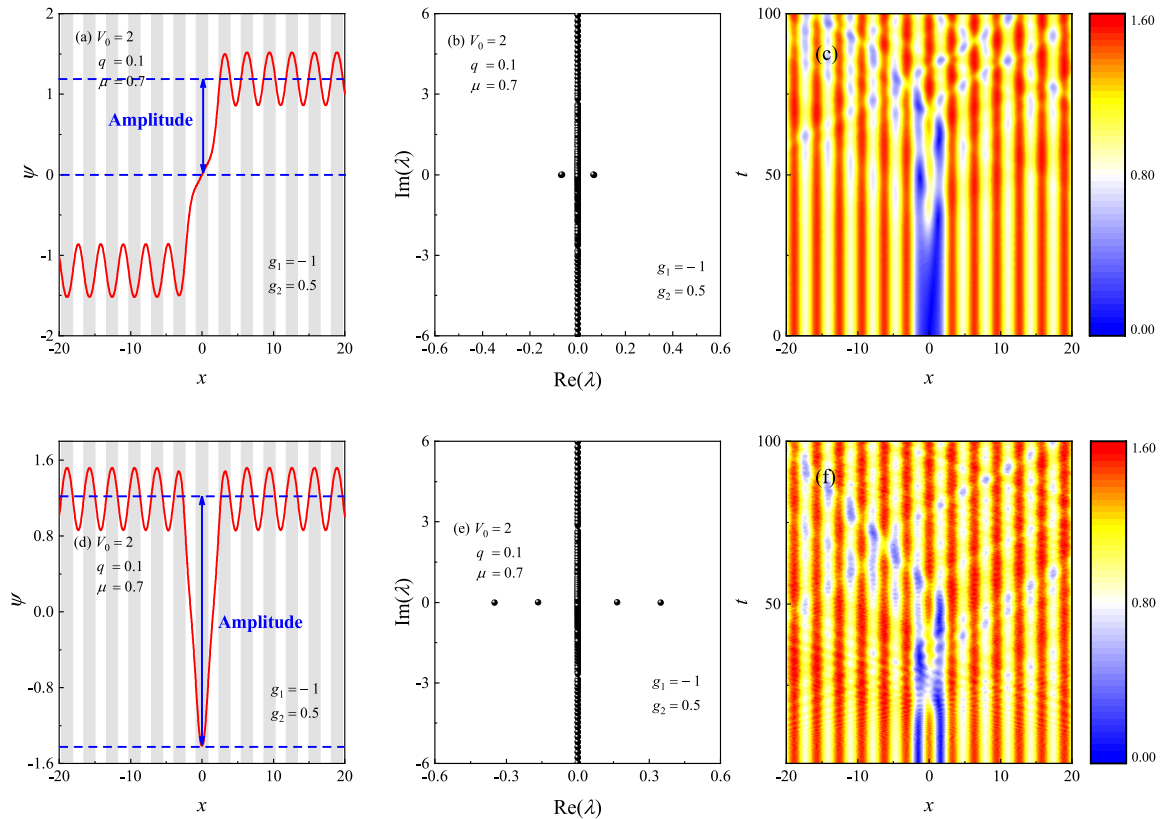 2
1
0
-1
-2
ψ
(a) V₀ = 2
q = 0.1
μ = 0.7
Amplitude
g₁ = −1
g₂ = 0.5
-20
-10
0
10
20
x
6
3
0
-3
-6
Im(λ)
(b) V₀ = 2
q = 0.1
μ = 0.7
g₁ = −1
g₂ = 0.5
-0.6
-0.4
-0.2
0.0
0.2
0.4
0.6
Re(λ)
100
50
0
t
(c)
-20
-10
0
10
20
x
1.60
0.80
0.00
1.6
0.8
0.0
-0.8
-1.6
ψ
(d) V₀ = 2
q = 0.1
μ = 0.7
Amplitude
g₁ = −1
g₂ = 0.5
-20
-10
0
10
20
x
6
3
0
-3
-6
Im(λ)
(e) V₀ = 2
q = 0.1
μ = 0.7
g₁ = −1
g₂ = 0.5
-0.6
-0.3
0.0
0.3
0.6
Re(λ)
100
50
t
(f)
-20
-10
0
10
20
x
1.60
0.80
0.00